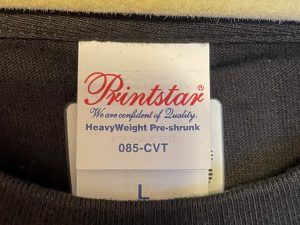 Printstar
We are confident of Quality.
HeavyWeight Pre-shrunk
085-CVT
L